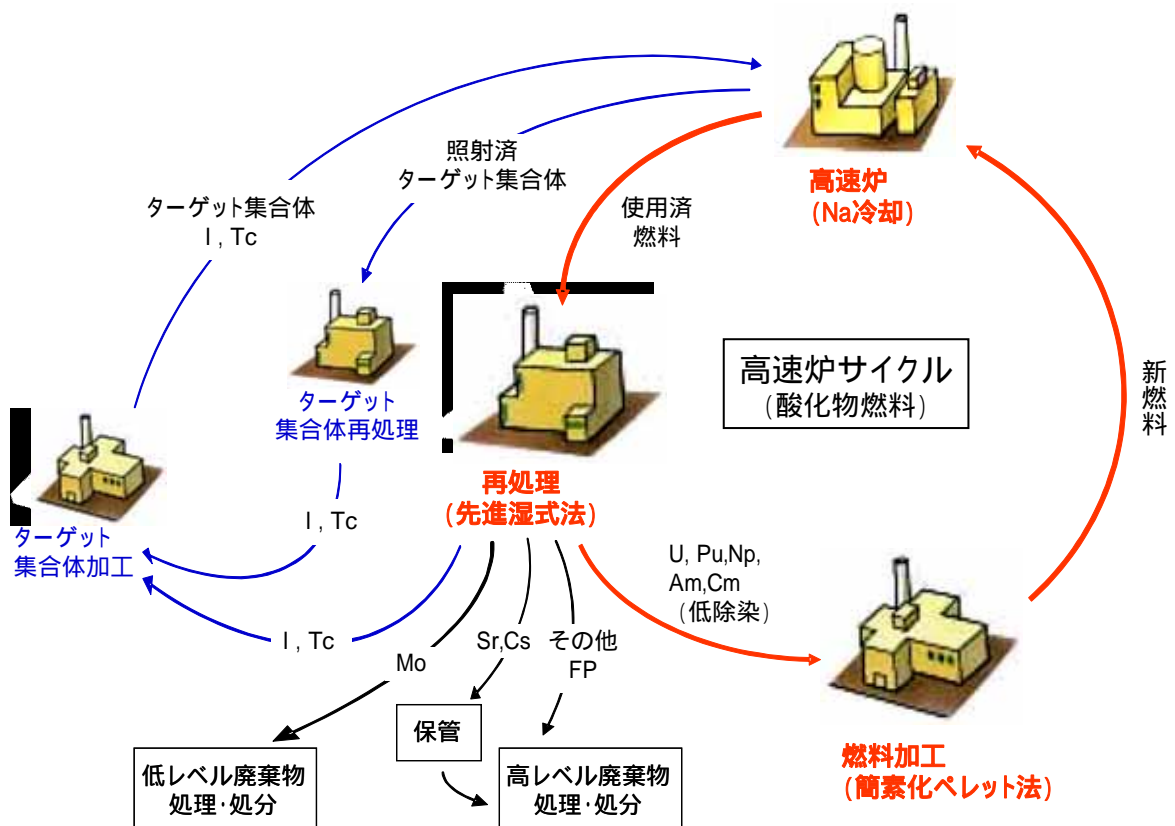 照射済
ターゲット集合体
ターゲット集合体
I , Tc
使用済
燃料
高速炉
(Na冷却)
高速炉サイクル
(酸化物燃料)
新燃料
ターゲット
集合体再処理
再処理
(先進湿式法)
ターゲット
集合体加工
I , Tc
I , Tc
Mo
Sr,Cs
その他
FP
U, Pu,Np,
Am,Cm
(低除染)
保管
低レベル廃棄物
処理・処分
高レベル廃棄物
処理・処分
燃料加工
(簡素化ペレット法)